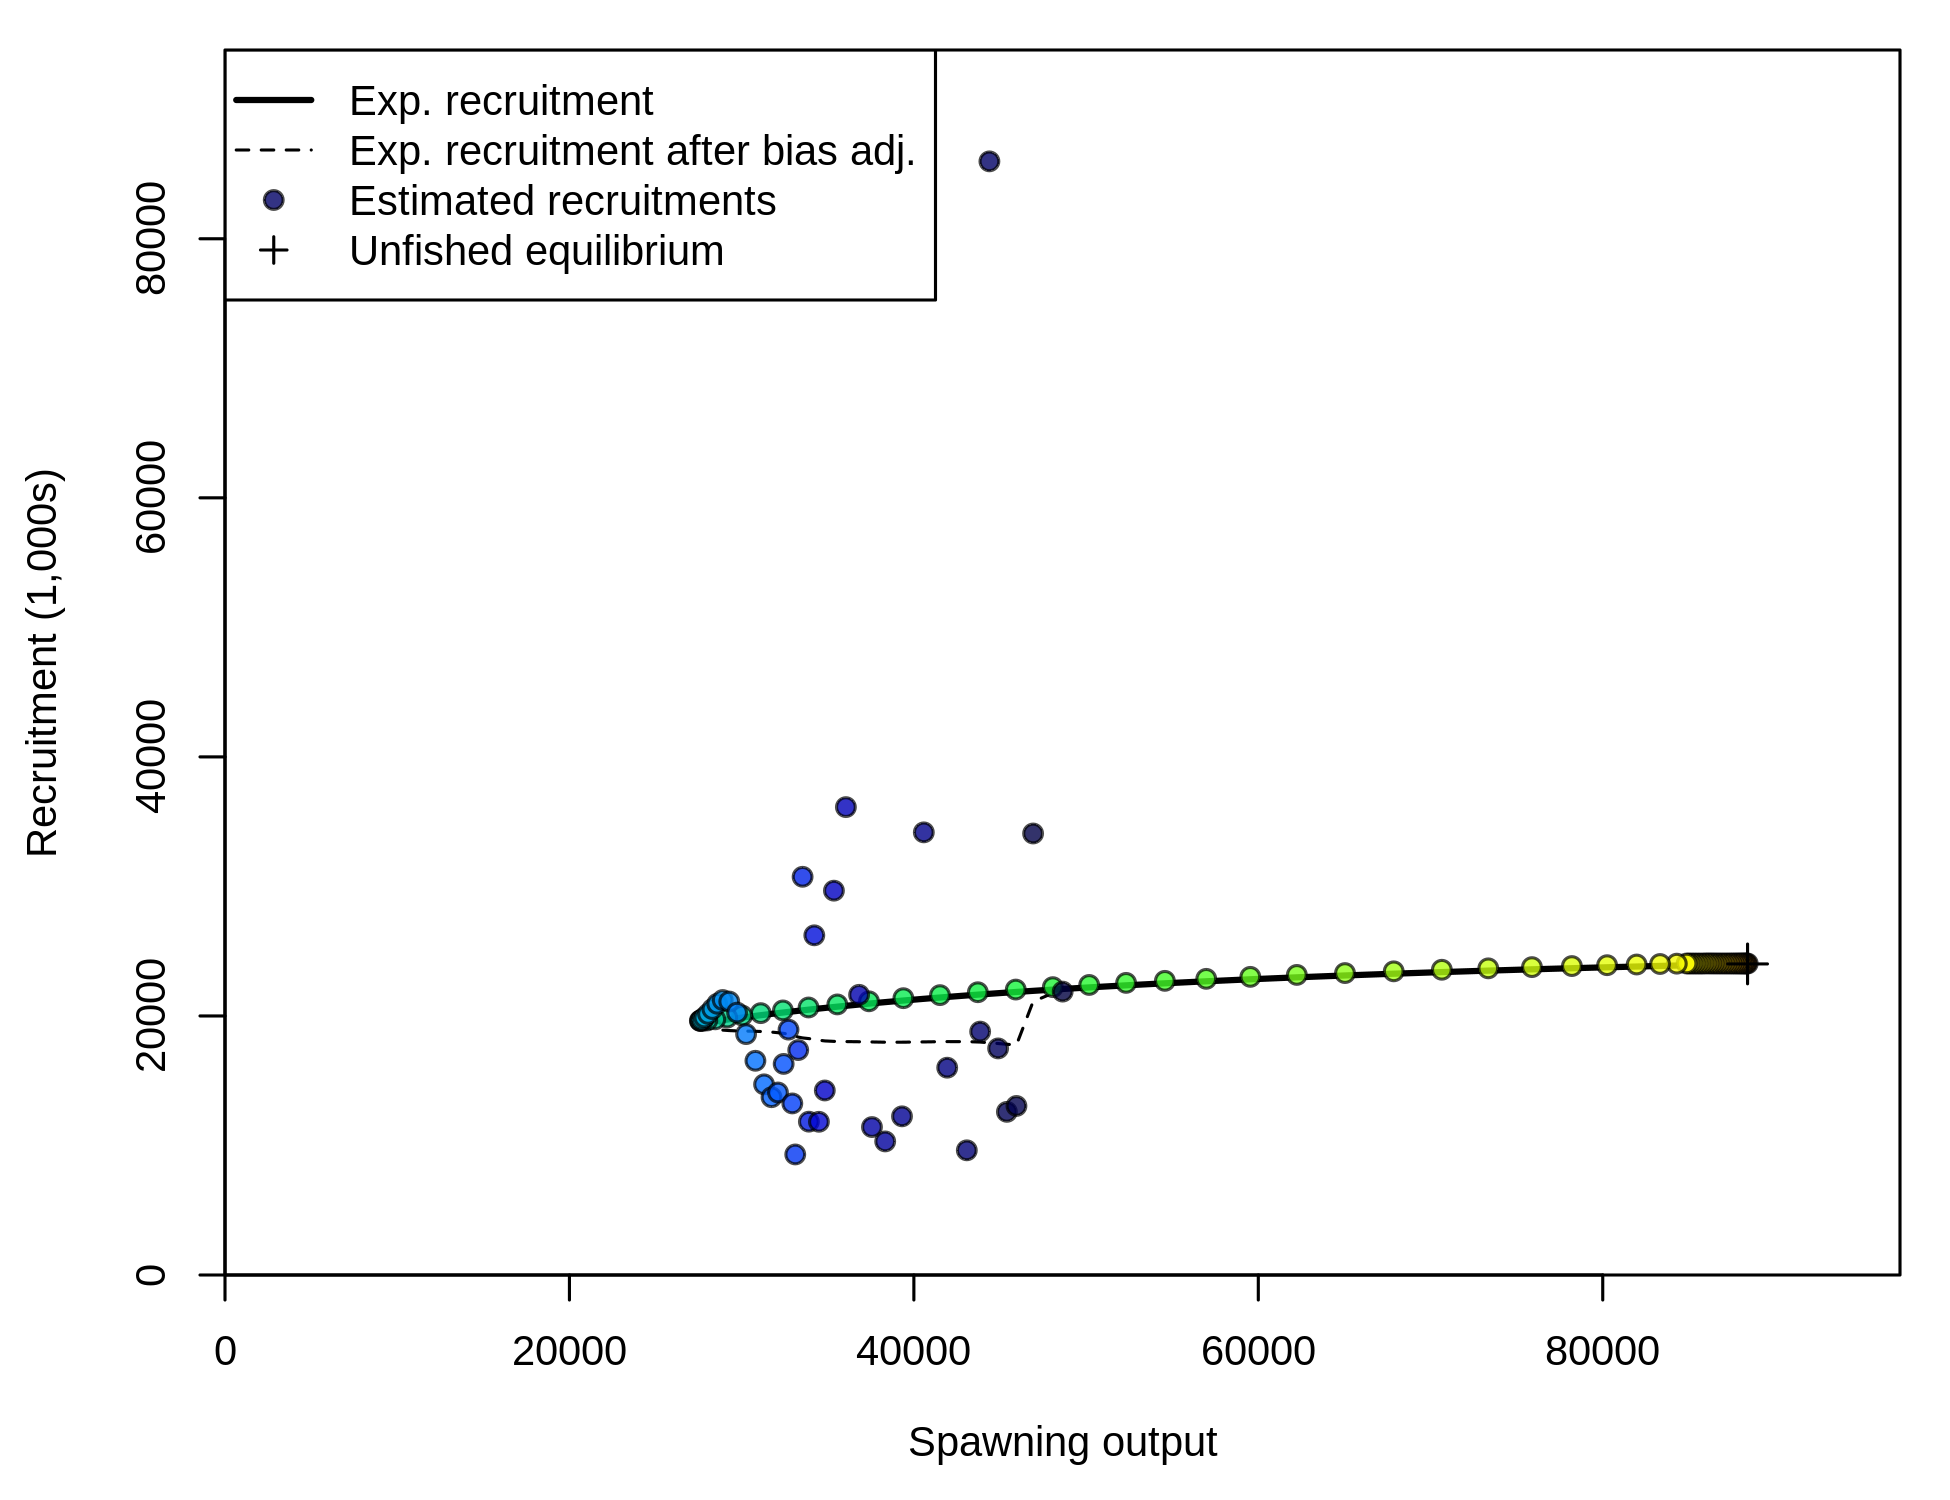 Exp. recruitment
Exp. recruitment after bias adj.
Estimated recruitments
Unfished equilibrium
Recruitment (1,000s)
80000
60000
40000
20000
0
0 20000 40000 60000 80000
Spawning output